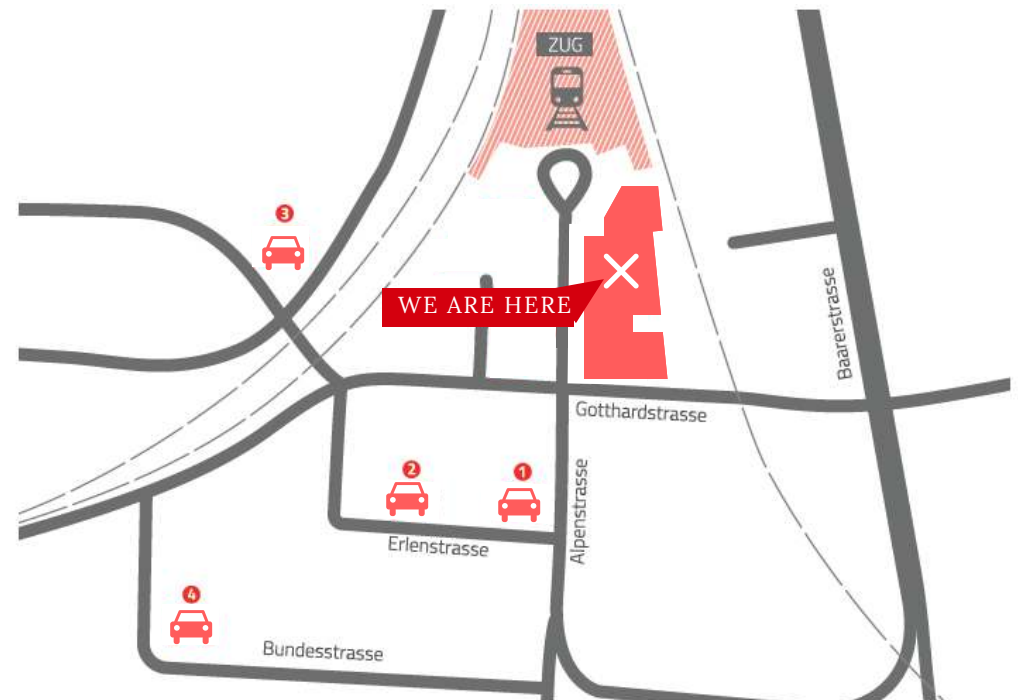 ZUG
3
WE ARE HERE
Baarerstrasse
Gotthardstrasse
2
1
Alpenstrasse
Erlenstrasse
4
Bundesstrasse